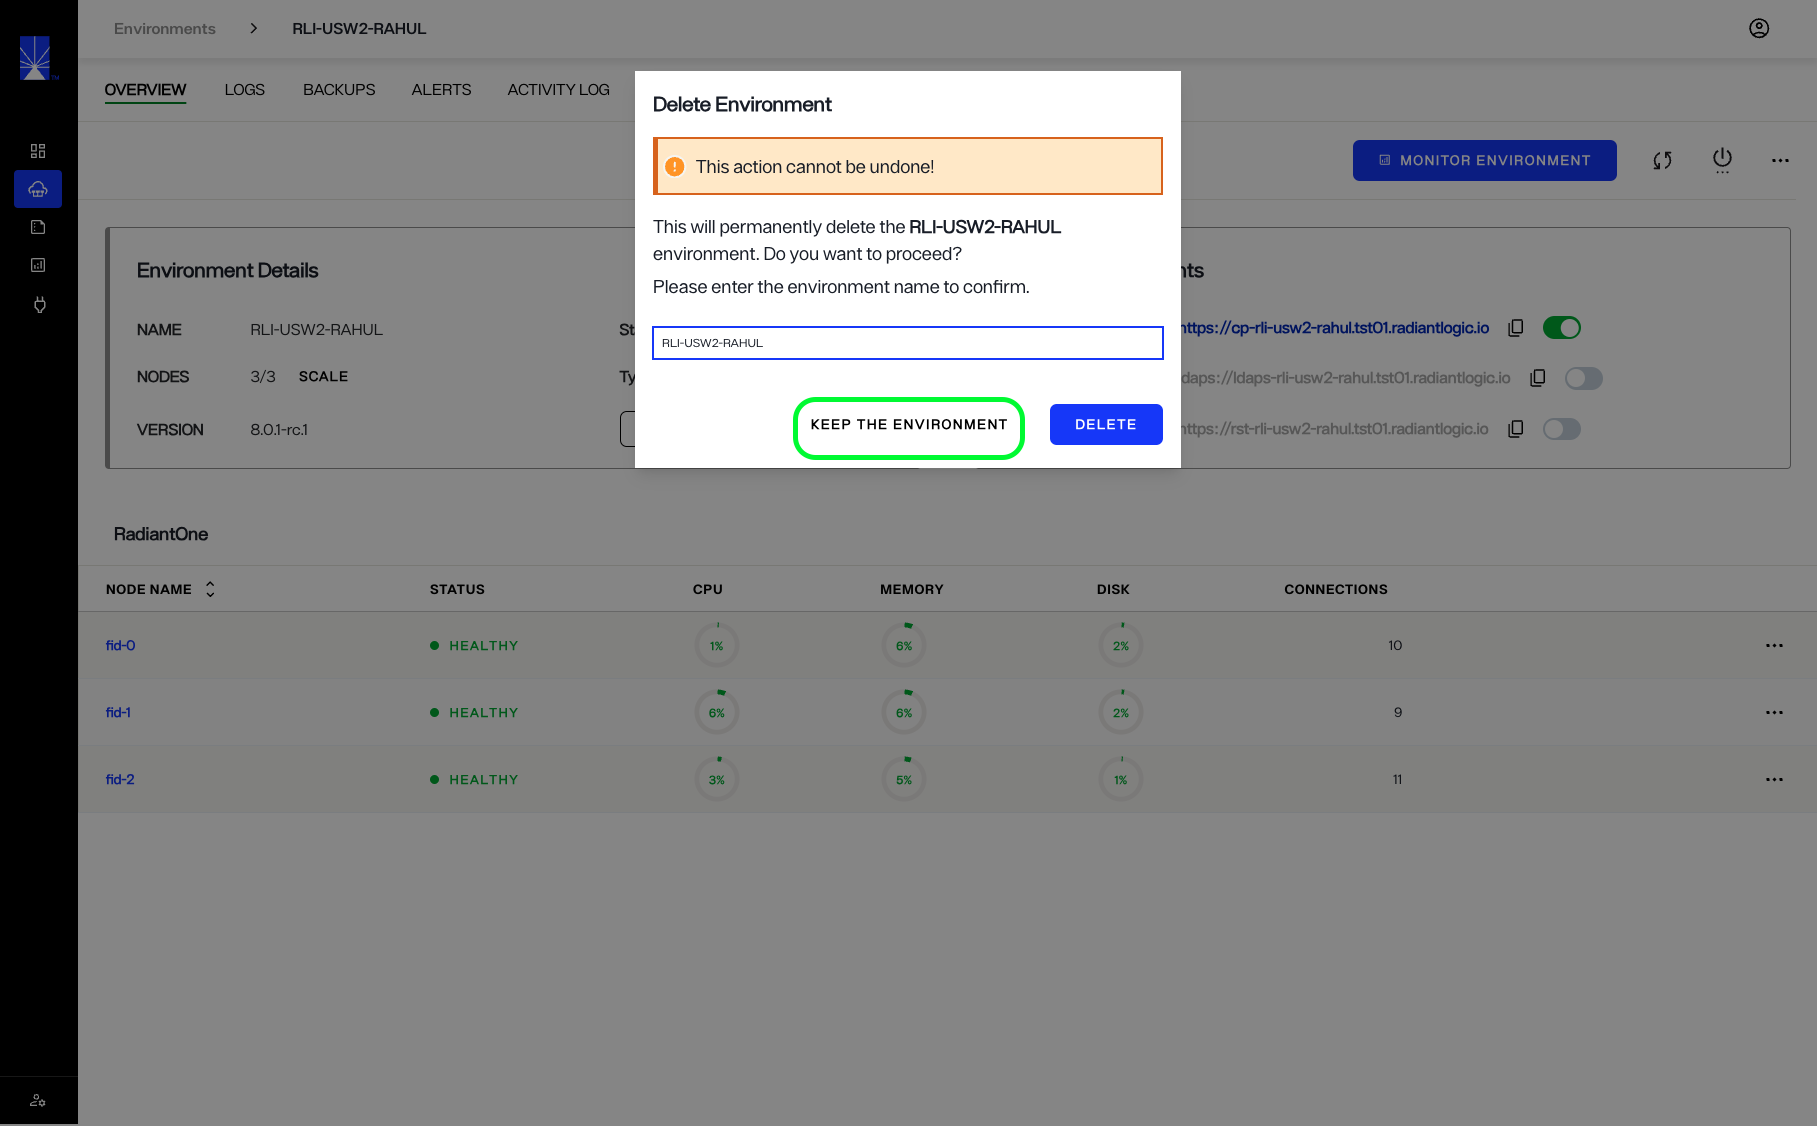 Environments > RLI-USW2-RAHUL
OVERVIEW LOGS BACKUPS ALERTS ACTIVITY LOG
Delete Environment
This action cannot be undone!
This will permanently delete the RLI-USW2-RAHUL
environment. Do you want to proceed?
Please enter the environment name to confirm.
RLI-USW2-RAHUL
KEEP THE ENVIRONMENT DELETE
MONITOR ENVIRONMENT
Environment Details
NAME RLI-USW2-RAHUL
NODES 3/3 SCALE
VERSION 8.0.1-rc.1
https://cp-rli-usw2-rahul.tst01.radiantlogic.io
ldaps://ldaps-rli-usw2-rahul.tst01.radiantlogic.io
https://rst-rli-usw2-rahul.tst01.radiantlogic.io
RadiantOne
NODE NAME STATUS CPU MEMORY DISK CONNECTIONS
fid-0 HEALTHY 1% 6% 2% 10
fid-1 HEALTHY 6% 6% 2% 9
fid-2 HEALTHY 3% 5% 1% 11